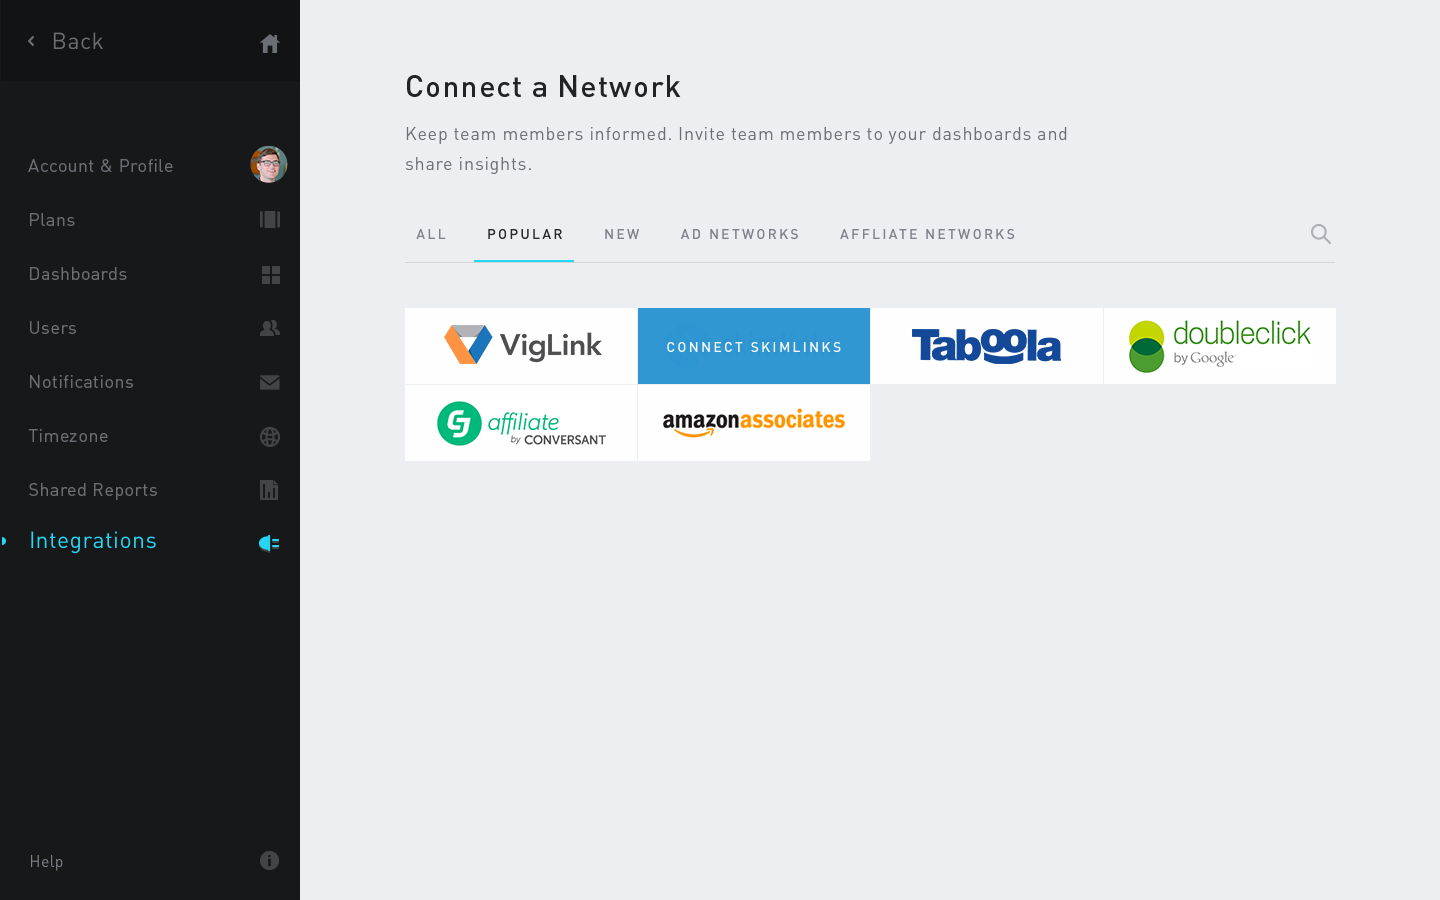 Back
Account & Profile
Plans
Dashboards
Users
Notifications
Timezone
Shared Reports
Integrations
Help
Connect a Network
Keep team members informed. Invite team members to your dashboards and
share insights.
ALL POPULAR NEW AD NETWORKS AFFLIATE NETWORKS
VigLink CONNECT SKIMLINKS Taboola doubleclick
by Google
affiliate
by CONVERSANT
amazonassociates